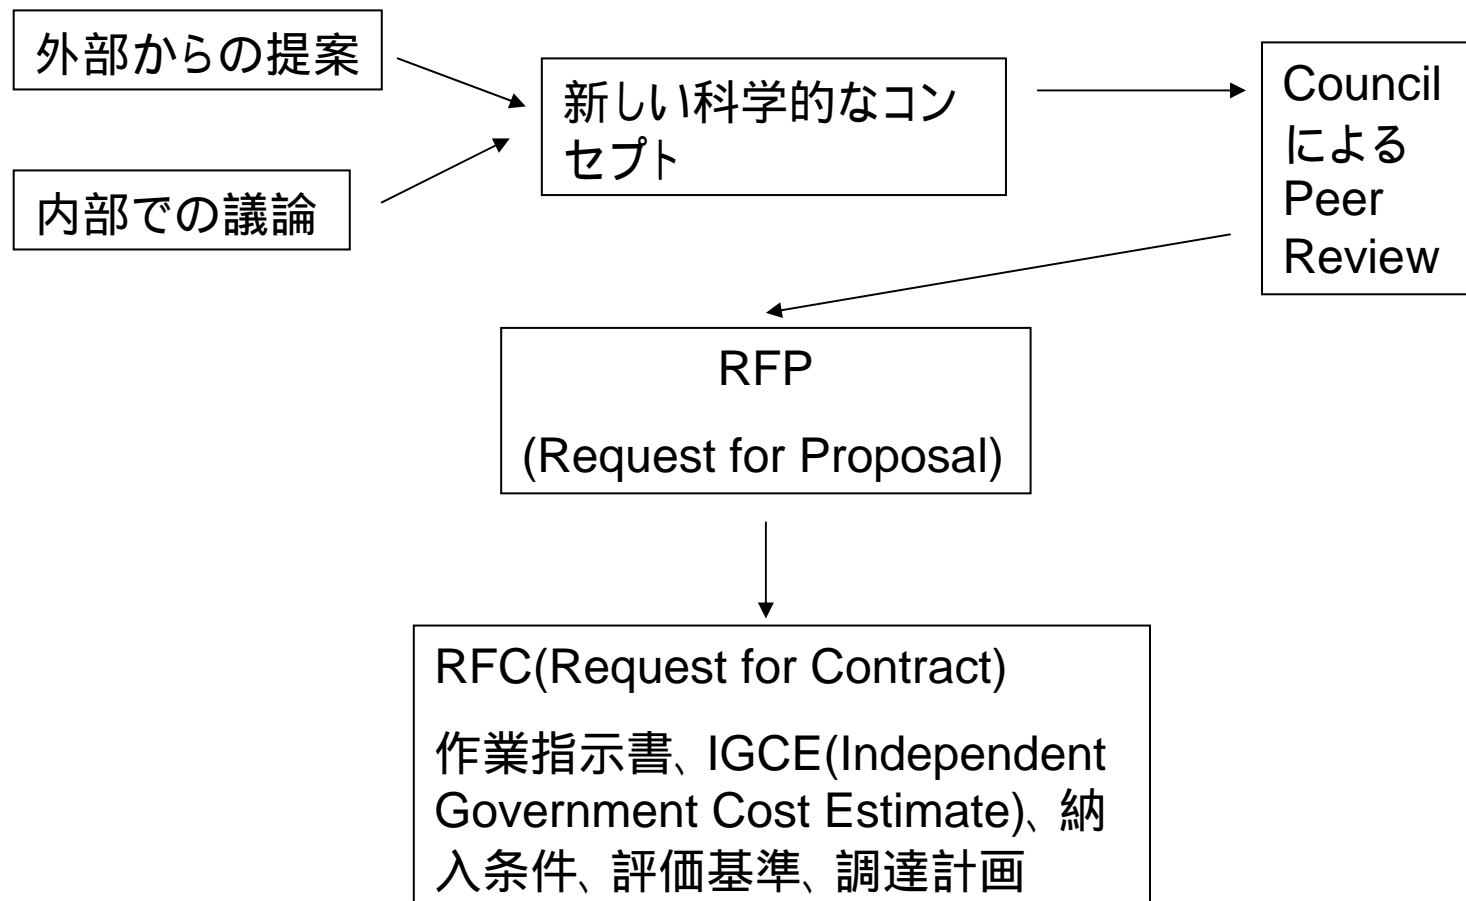 外部からの提案
内部での議論
新しい科学的なコン
セプト
Council
による
Peer
Review
RFP
(Request for Proposal)
RFC(Request for Contract)
作業指示書、IGCE(Independent
Government Cost Estimate)、納
入条件、評価基準、調達計画